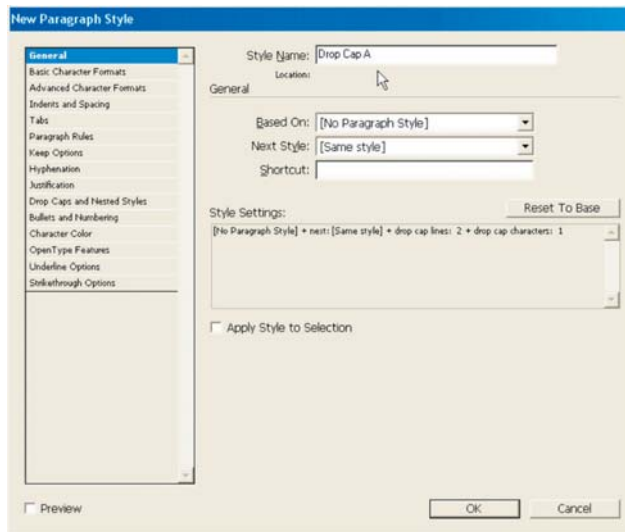 New Paragraph Style
General
Basic Character Formats
Advanced Character Formats
Indents and Spacing
Tabs
Paragraph Rules
Keep Options
Hyphenation
Justification
Drop Caps and Nested Styles
Bullets and Numbering
Character Color
OpenType Features
Underline Options
Strikethrough Options
Style Name: Drop Cap A
Location:
General
Based On: [No Paragraph Style]
Next Style: [Same style]
Shortcut:
Style Settings: Reset To Base
[No Paragraph Style] + next: [Same style] + drop cap lines: 2 + drop cap characters: 1
Apply Style to Selection
Preview OK Cancel